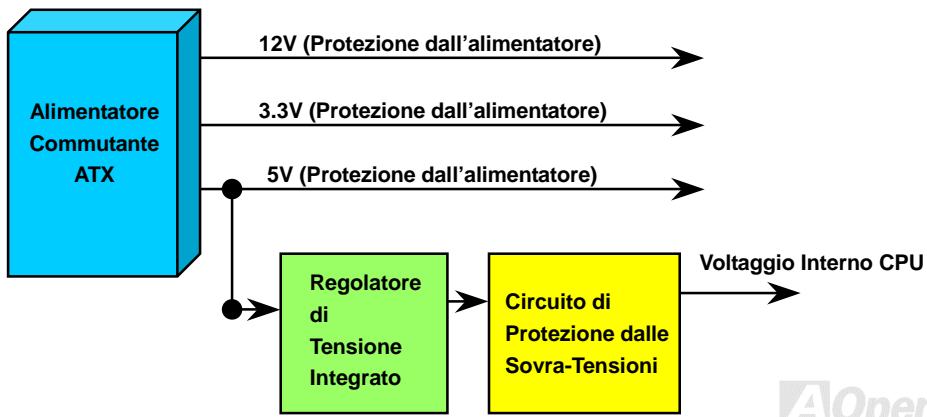 12V (Protezione dall'alimentatore)
Alimentatore
Commutante
ATX
3.3V (Protezione dall'alimentatore)
5V (Protezione dall'alimentatore)
Regolatore
di
Tensione
Integrato
Circuito di
Protezione dalle
Sovra-Tensioni
Voltaggio Interno CPU
AOpen